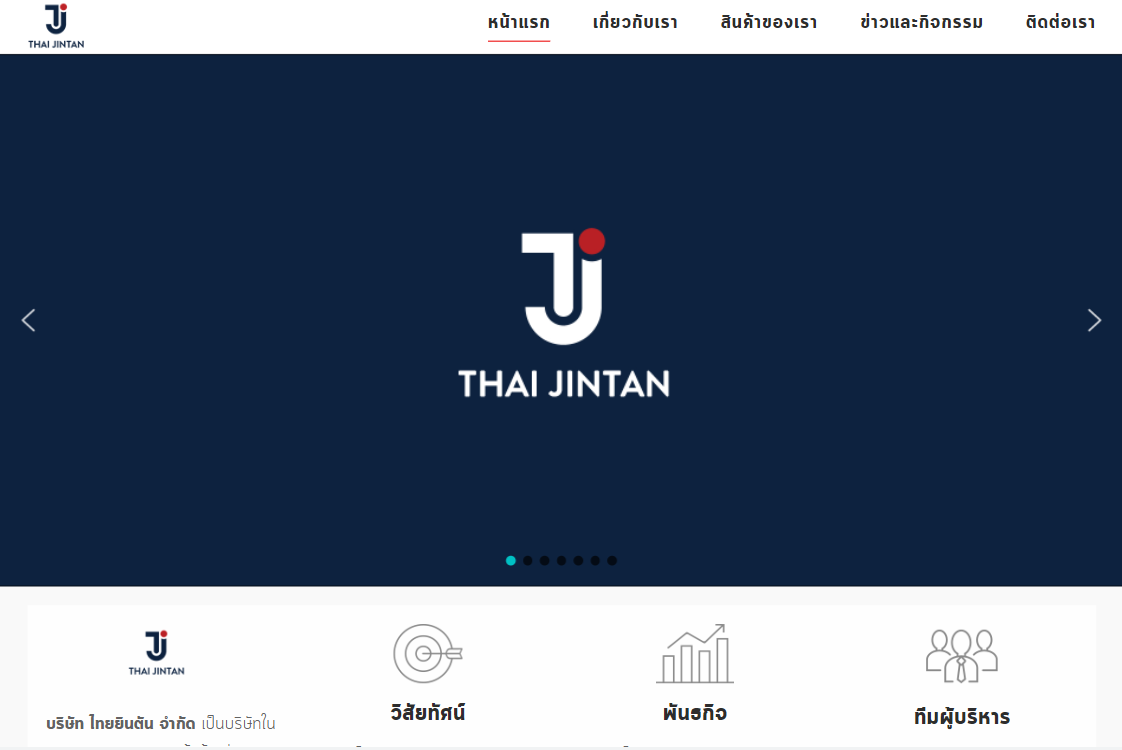 THAI JINTAN
หน้าแรก เกี่ยวกับเรา สินค้าของเรา ข่าวและกิจกรรม ติดต่อเรา
THAI JINTAN
THAI JINTAN
วิสัยทัศน์
พันธกิจ
ทีมผู้บริหาร
บริษัท ไทยยินตัน จำกัด เป็นบริษัทใน